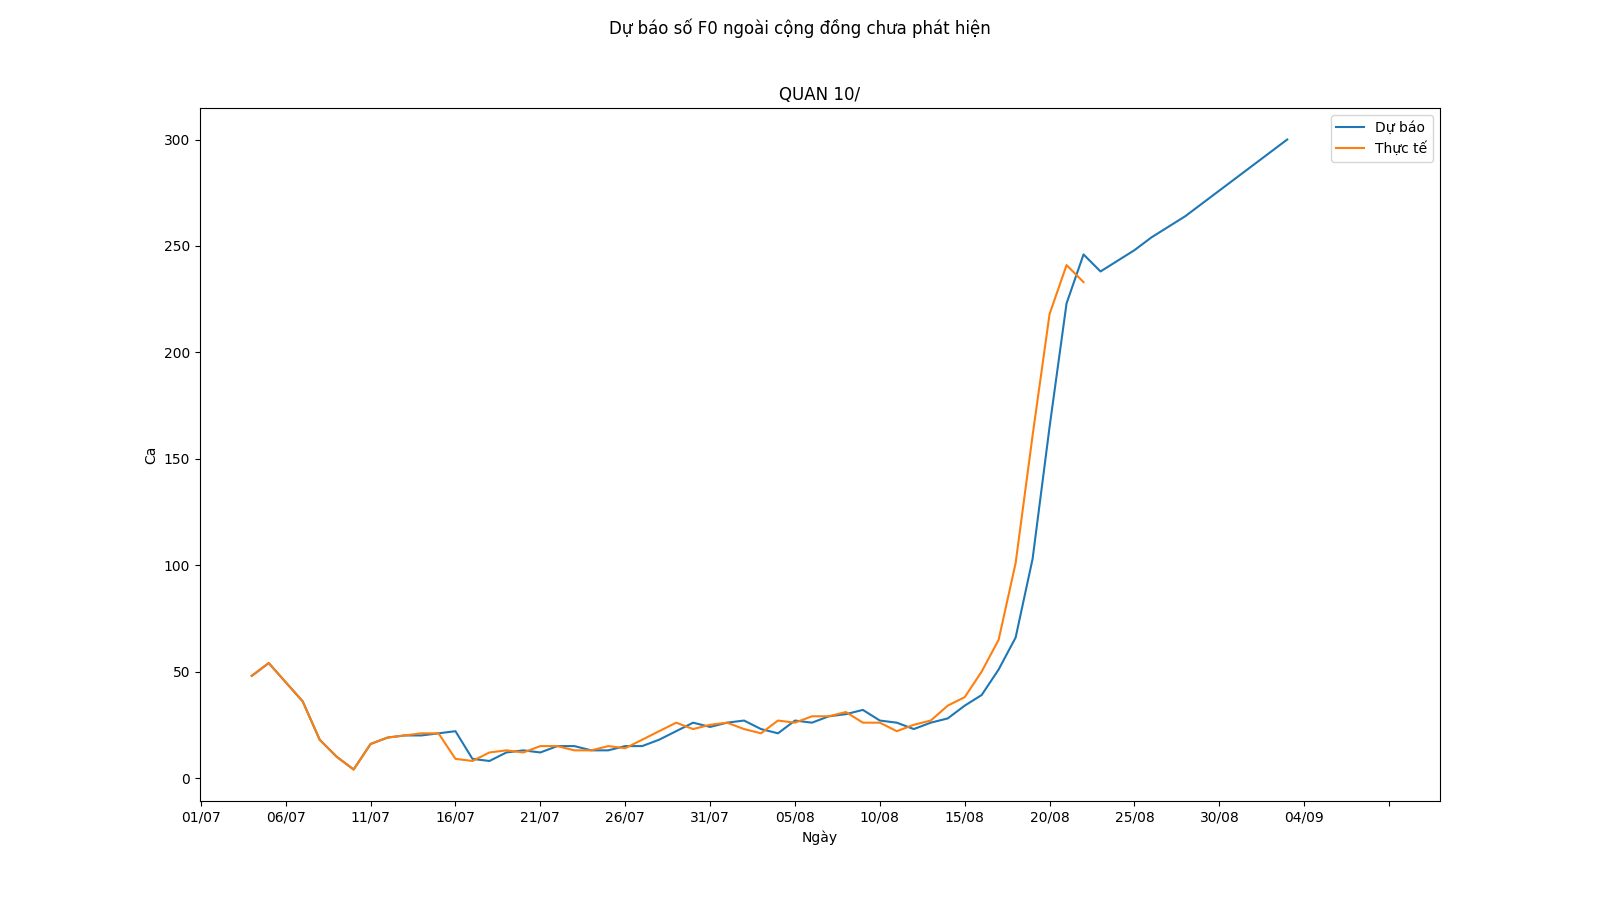 Dự báo số F0 ngoài cộng đồng chưa phát hiện
QUAN 10/
Dự báo
Thực tế
300
250
200
150
100
50
0
Ca
01/07 06/07 11/07 16/07 21/07 26/07 31/07 05/08 10/08 15/08 20/08 25/08 30/08 04/09
Ngày